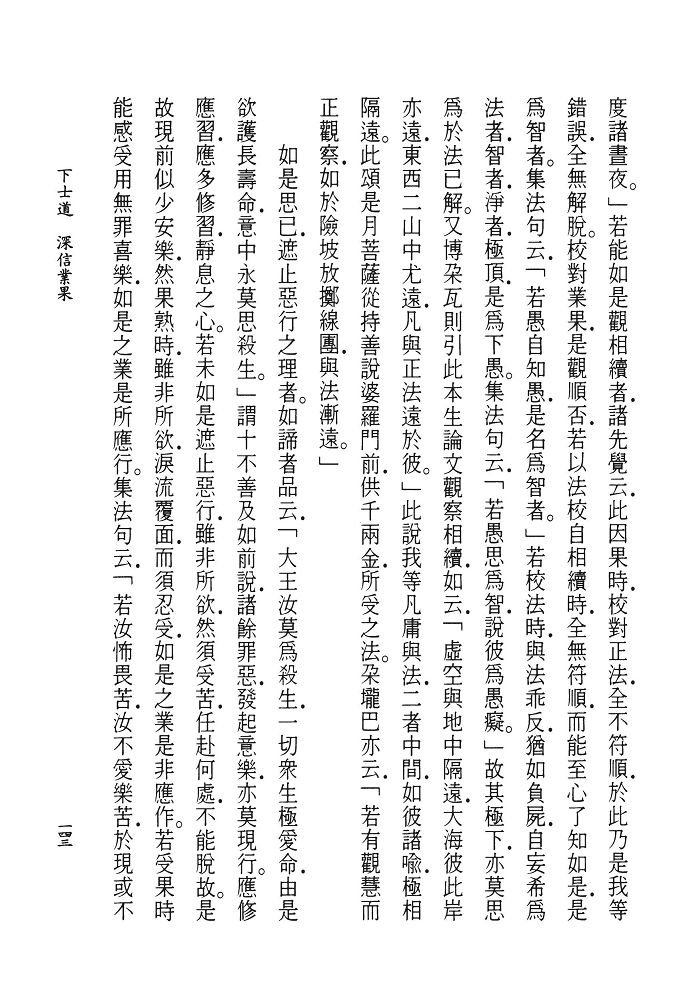 度諸晝夜。」若能如是觀相續者．諸先覺云．此因果時．校對正法．全不符順．於此乃是我等
錯誤．全無解脫。校對業果．是觀順否．若以法校自相續時．全無符順．而能至心了知如是．是
爲智者。集法句云．「若愚自知愚．是名爲智者。」若校法時．與法乖反．猶如負屍．自妄希爲
法者．智者．淨者．極頂．是爲下愚。集法句云．「若愚思爲智．說彼爲愚癡。」故其極下．亦莫思
爲於法已解。又博朶瓦則引此本生論文觀察相續．如云．「虛空與地中隔遠．大海彼此岸
亦遠．東西二山中尤遠．凡與正法遠於彼。」此說我等凡庸與法．二者中間．如彼諸喩．極相
隔遠。此頌是月菩薩從持善說婆羅門前．供千兩金．所受之法。朶壠巴亦云．「若有觀慧而
正觀察．如於險坡放擲線團．與法漸遠。」
如是思已．遮止惡行之理者。如諦者品云．「大王汝莫爲殺生．一切衆生極愛命．由是
欲護長壽命．意中永莫思殺生。」謂十不善及如前說．諸餘罪惡．發起意樂．亦莫現行。應修
應習．應多修習．靜息之心。若未如是遮止惡行．雖非所欲．然須受苦．任赴何處．不能脫故。是
故現前似少安樂．然果熟時．雖非所欲．淚流覆面．而須忍受．如是之業是非應作。若受果時
能感受用無罪喜樂．如是之業是所應行。集法句云．「若汝怖畏苦．汝不愛樂苦．於現或不
下士道　深信業果
一四三